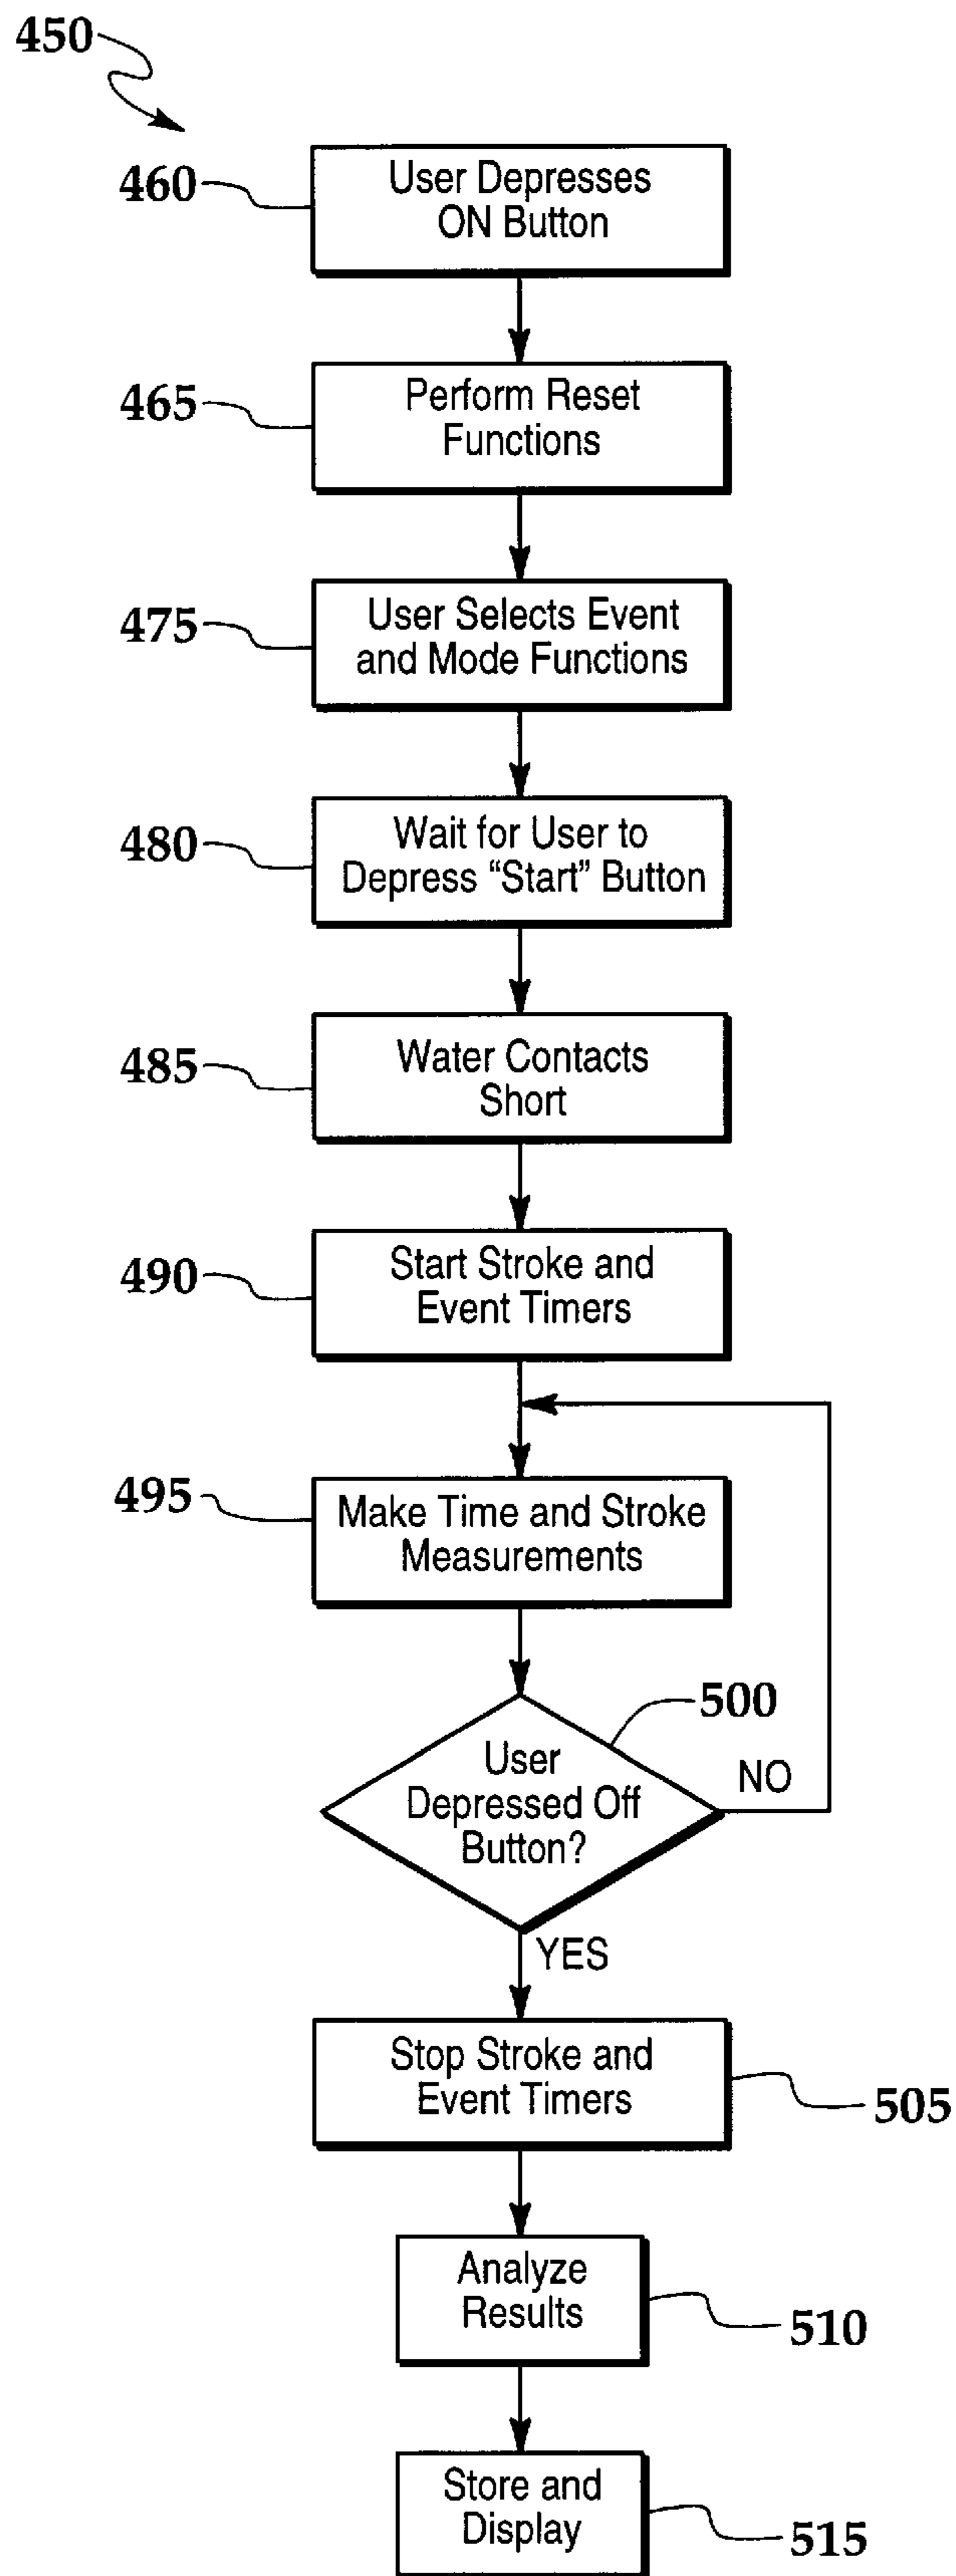 450
460
User Depresses
ON Button
465
Perform Reset
Functions
475
User Selects Event
and Mode Functions
480
Wait for User to
Depress “Start” Button
485
Water Contacts
Short
490
Start Stroke and
Event Timers
495
Make Time and Stroke
Measurements
500
User
Depressed Off
Button?
NO
YES
Stop Stroke and
Event Timers
505
Analyze
Results
510
Store and
Display
515